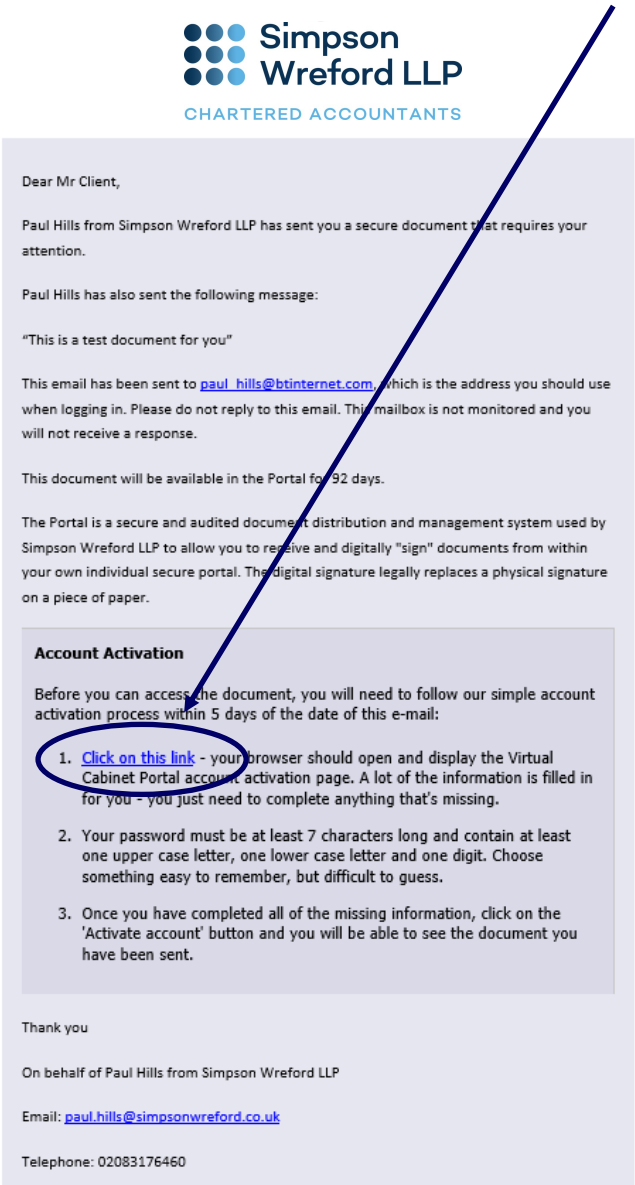 Simpson
Wreford LLP
CHARTERED ACCOUNTANTS
Dear Mr Client,
Paul Hills from Simpson Wreford LLP has sent you a secure document that requires your
attention.
Paul Hills has also sent the following message:
“This is a test document for you”
This email has been sent to paul_hills@btinternet.com, which is the address you should use
when logging in. Please do not reply to this email. This mailbox is not monitored and you
will not receive a response.
This document will be available in the Portal for 92 days.
The Portal is a secure and audited document distribution and management system used by
Simpson Wreford LLP to allow you to receive and digitally "sign" documents from within
your own individual secure portal. The digital signature legally replaces a physical signature
on a piece of paper.
Account Activation
Before you can access the document, you will need to follow our simple account
activation process within 5 days of the date of this e-mail:
1. Click on this link - your browser should open and display the Virtual
Cabinet Portal account activation page. A lot of the information is filled in
for you - you just need to complete anything that's missing.
2. Your password must be at least 7 characters long and contain at least
one upper case letter, one lower case letter and one digit. Choose
something easy to remember, but difficult to guess.
3. Once you have completed all of the missing information, click on the
'Activate account' button and you will be able to see the document you
have been sent.
Thank you
On behalf of Paul Hills from Simpson Wreford LLP
Email: paul.hills@simpsonwreford.co.uk
Telephone: 02083176460